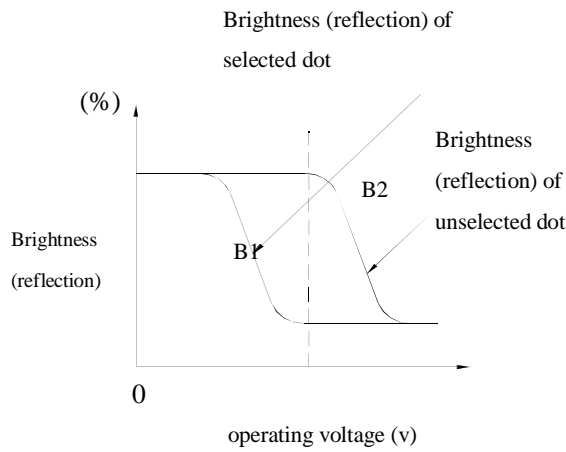 Brightness (reflection) of
selected dot
(%)
Brightness
(reflection) of
unselected dot
B2
B1
Brightness
(reflection)
0
operating voltage (v)